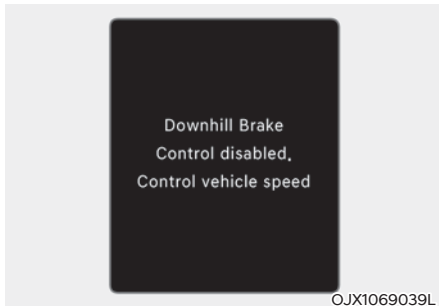 Downhill Brake
Control disabled.
Control vehicle speed
OJX1069039L